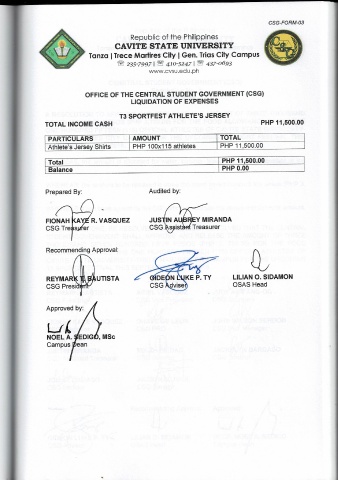 CSG-FORM-03
Republic of the Philippines
CAVITE STATE UNIVERSITY
Tanza | Trece Martires City | Gen. Trias City Campus
☏ 235-7997 | ☏ 410-5247 | ☏ 437-0693
www.cvsu.edu.ph
OFFICE OF THE CENTRAL STUDENT GOVERNMENT (CSG)
LIQUIDATION OF EXPENSES
T3 SPORTFEST ATHLETE'S JERSEY
TOTAL INCOME CASH PHP 11,500.00
PARTICULARS AMOUNT TOTAL
Athlete's Jersey Shirts PHP 100x115 athletes PHP 11,500.00
Total PHP 11,500.00
Balance PHP 0.00
Prepared By: Audited by:
FIONAH KAYE R. VASQUEZ JUSTIN AUBREY MIRANDA
CSG Treasurer CSG Assistant Treasurer
Recommending Approval:
REYMARK T. BAUTISTA GIDEON LUKE P. TY LILIAN O. SIDAMON
CSG President CSG Adviser OSAS Head
Approved by:
NOEL A. SEDIGO, MSc
Campus Dean